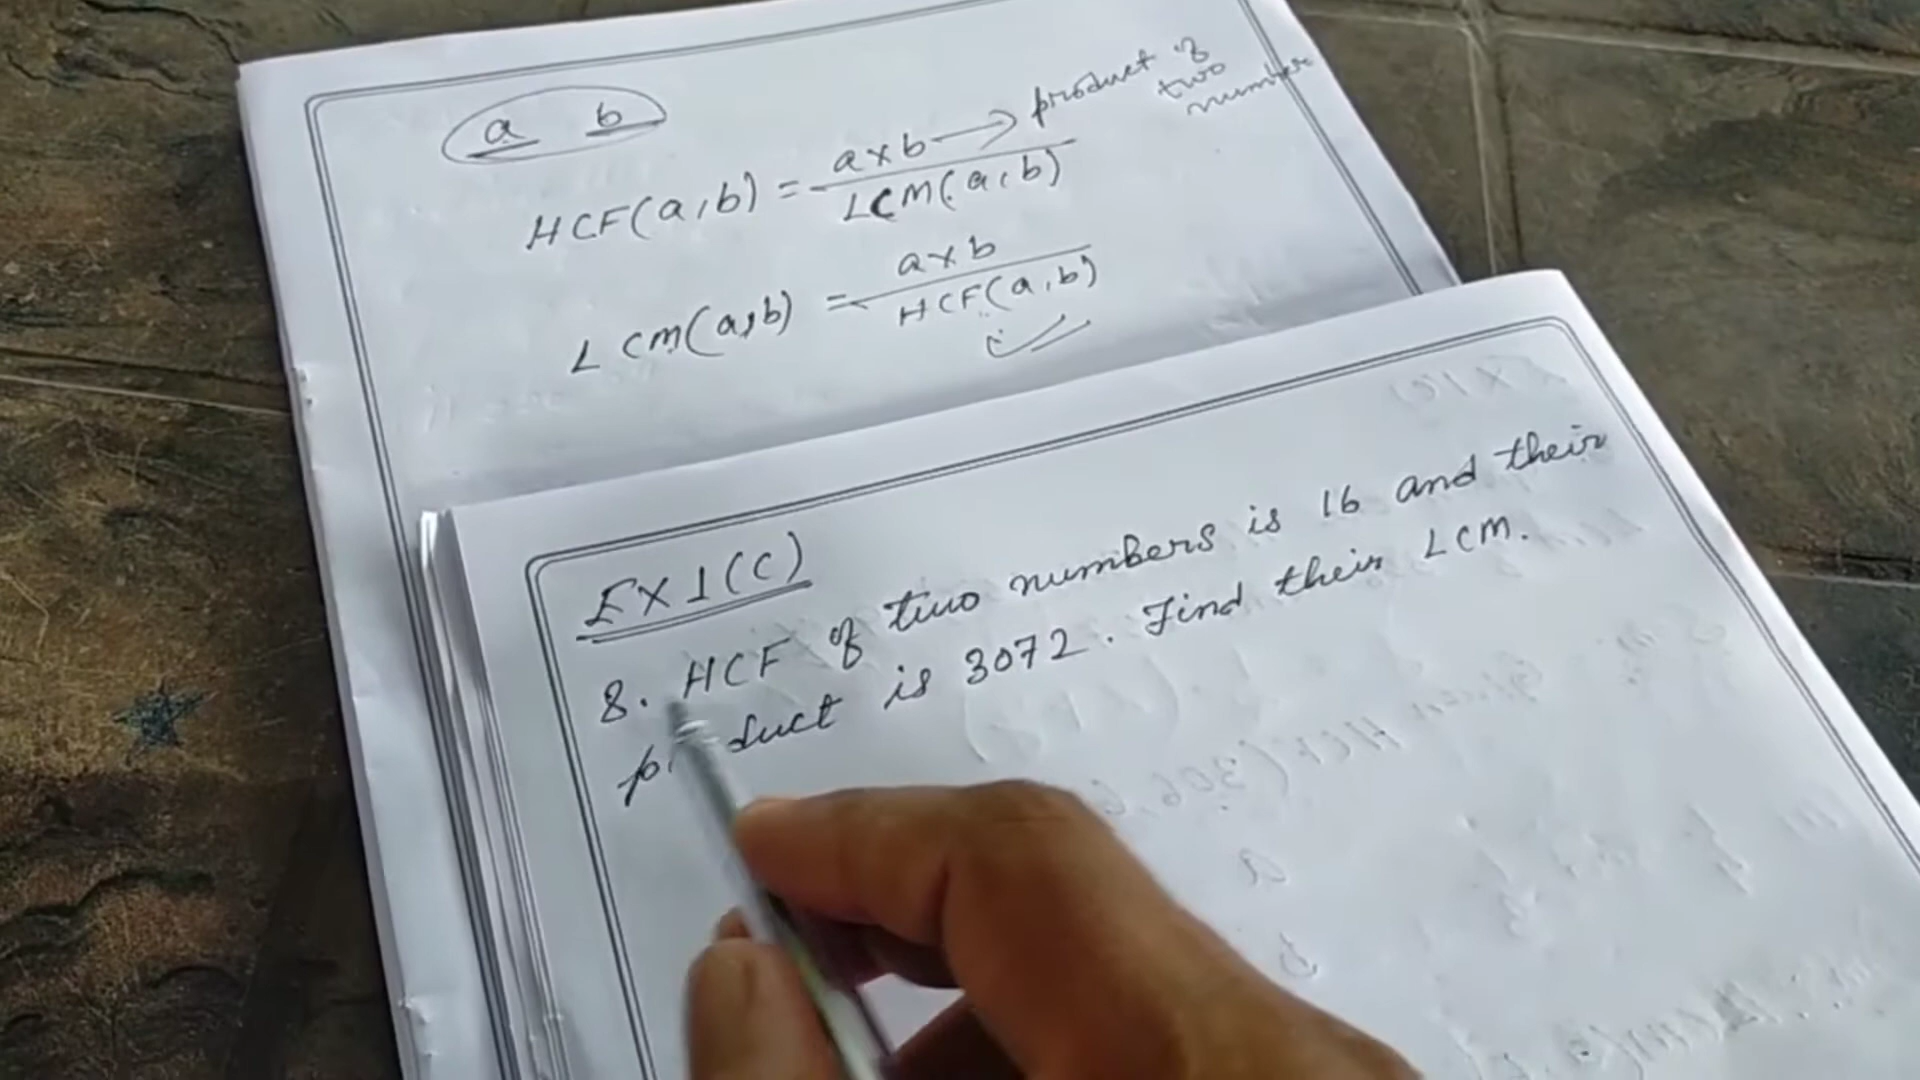 a b
HCF(a,b) = a×b → product of two number
LCM(a,b)
LCM(a,b) = a×b
HCF(a,b)
EX 1(C)
8. HCF of two numbers is 16 and their
product is 3072. Find their LCM.